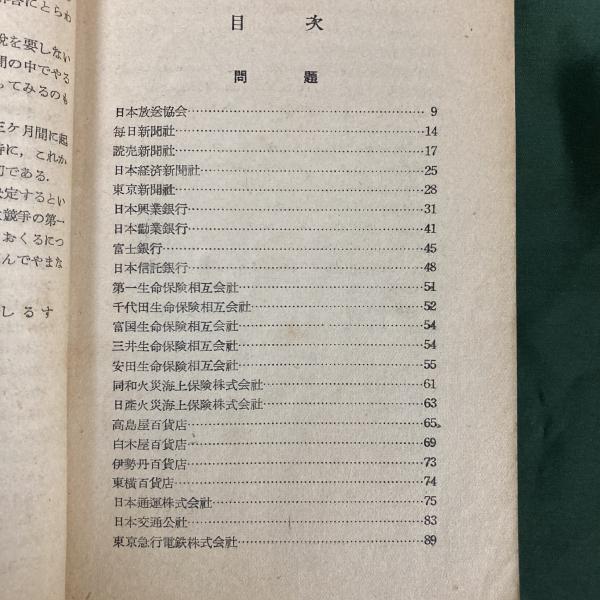 目次
問題
日本放送協会 9
毎日新聞社 14
読売新聞社 17
日本経済新聞社 25
東京新聞社 28
日本興業銀行 31
日本勧業銀行 41
富士銀行 45
日本信託銀行 48
第一生命保険相互会社 51
千代田生命保険相互会社 52
富国生命保険相互会社 54
三井生命保険相互会社 54
安田生命保険相互会社 55
同和火災海上保険株式会社 61
日産火災海上保険株式会社 63
高島屋百貨店 65
白木屋百貨店 69
伊勢丹百貨店 73
東横百貨店 74
日本通運株式会社 75
日本交通公社 83
東京急行電鉄株式会社 89
にとらわ
を要しない
の中でやる
してみるのも
三ケ月間に起
特に，これか
である．
決定するとい
競争の第一
おくるにつ
んでやまな
しるす